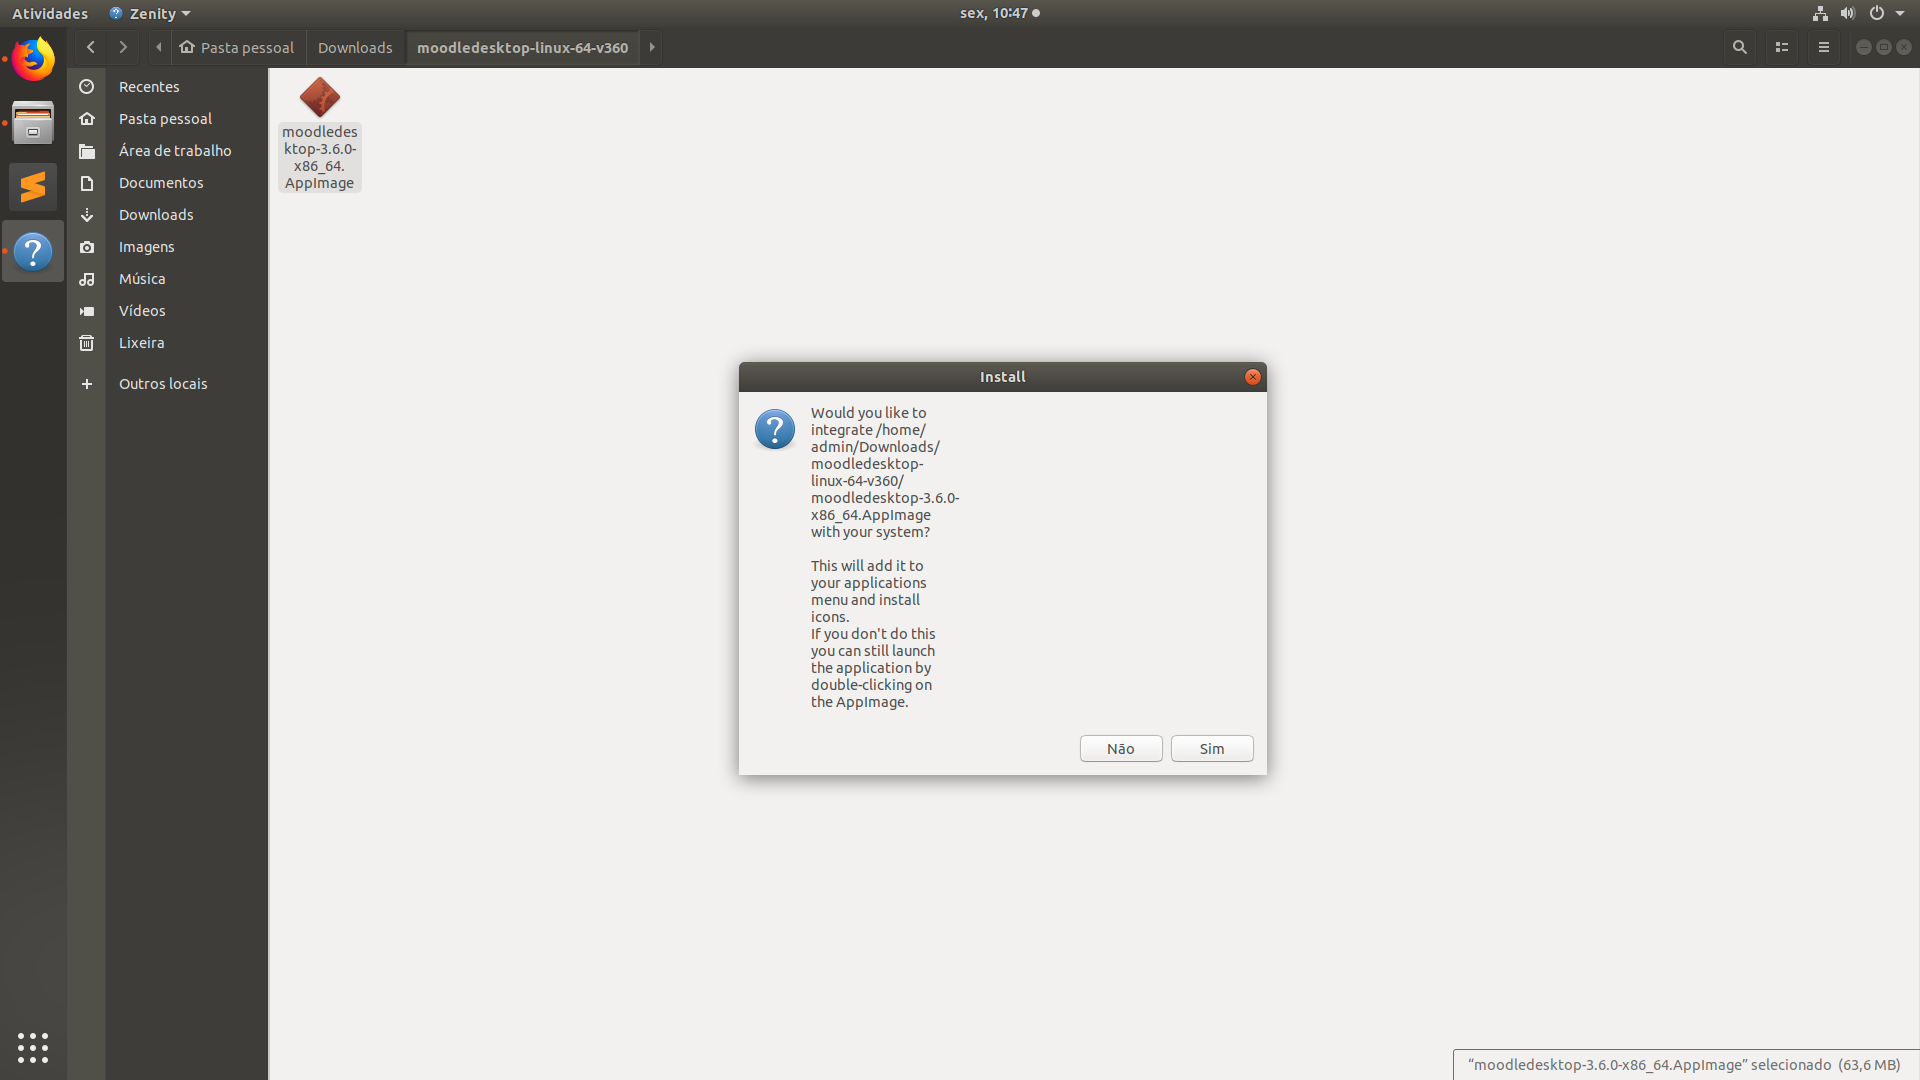 Atividades
Zenity
sex, 10:47
Pasta pessoal
Downloads
moodledesktop-linux-64-v360
Recentes
Pasta pessoal
Área de trabalho
Documentos
Downloads
Imagens
Música
Vídeos
Lixeira
Outros locais
moodledes
ktop-3.6.0-
x86_64.
AppImage
Install
Would you like to
integrate /home/
admin/Downloads/
moodledesktop-
linux-64-v360/
moodledesktop-3.6.0-
x86_64.AppImage
with your system?
This will add it to
your applications
menu and install
icons.
If you don't do this
you can still launch
the application by
double-clicking on
the AppImage.
Não
Sim
“moodledesktop-3.6.0-x86_64.AppImage” selecionado (63,6 MB)